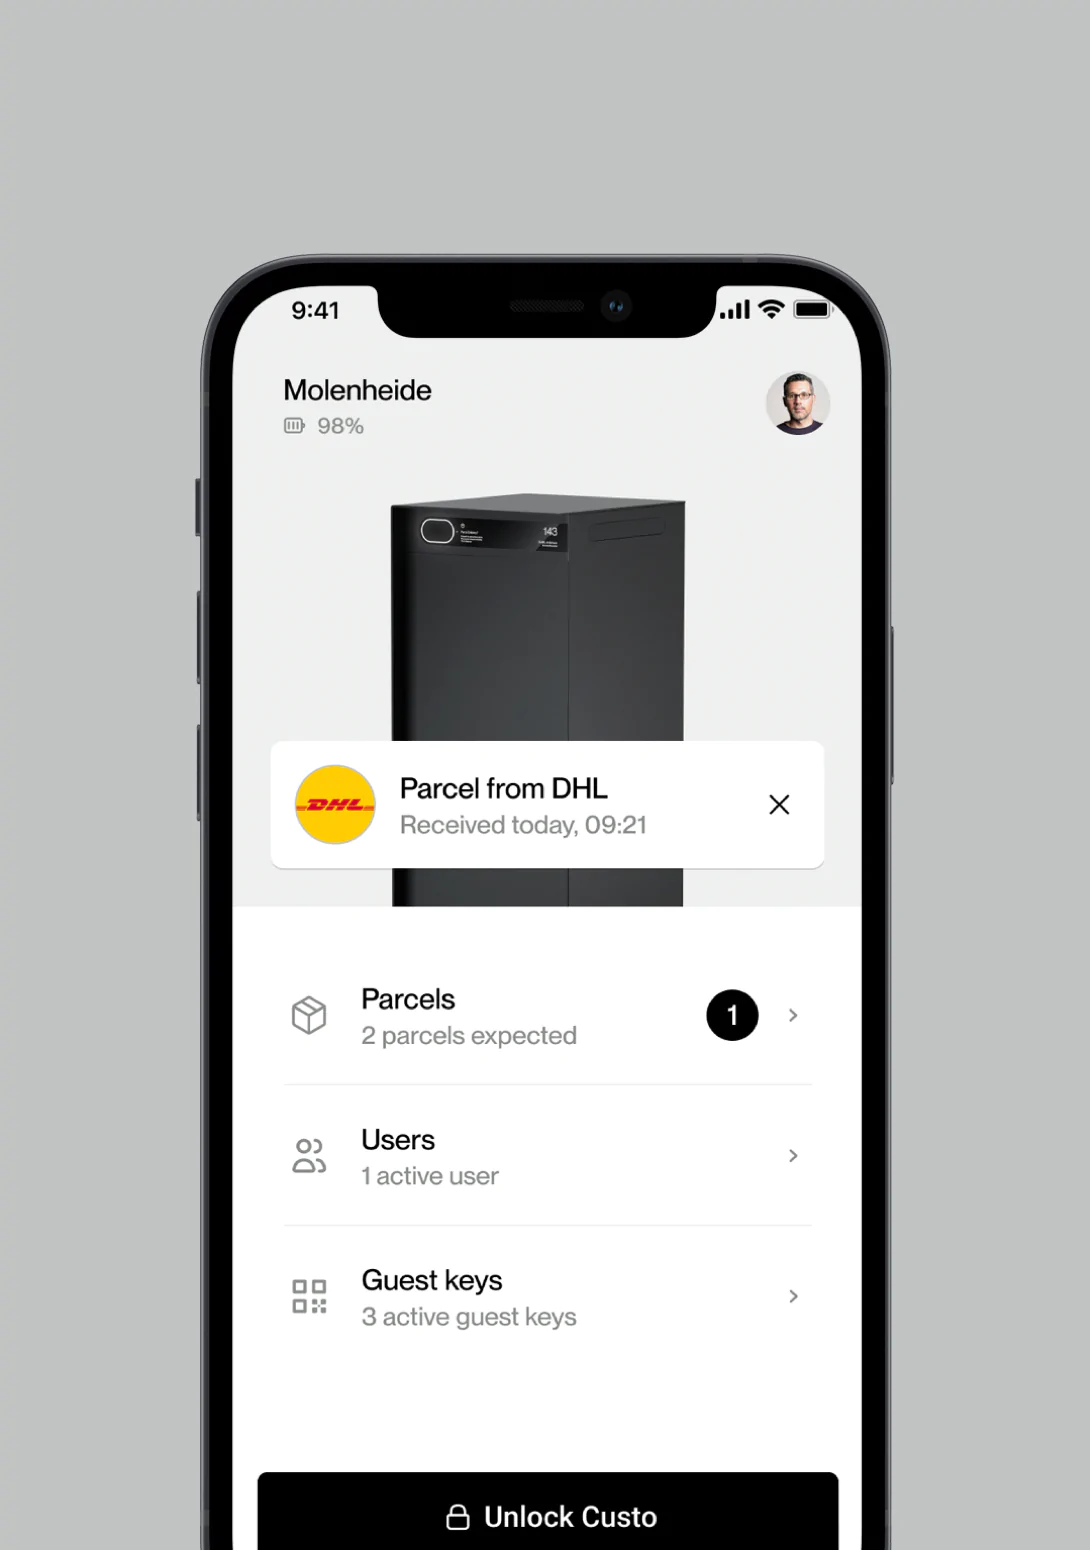 9:41
Molenheide
98%
143
DHL
Parcel from DHL
Received today, 09:21
Parcels
2 parcels expected
1
Users
1 active user
Guest keys
3 active guest keys
Unlock Custo